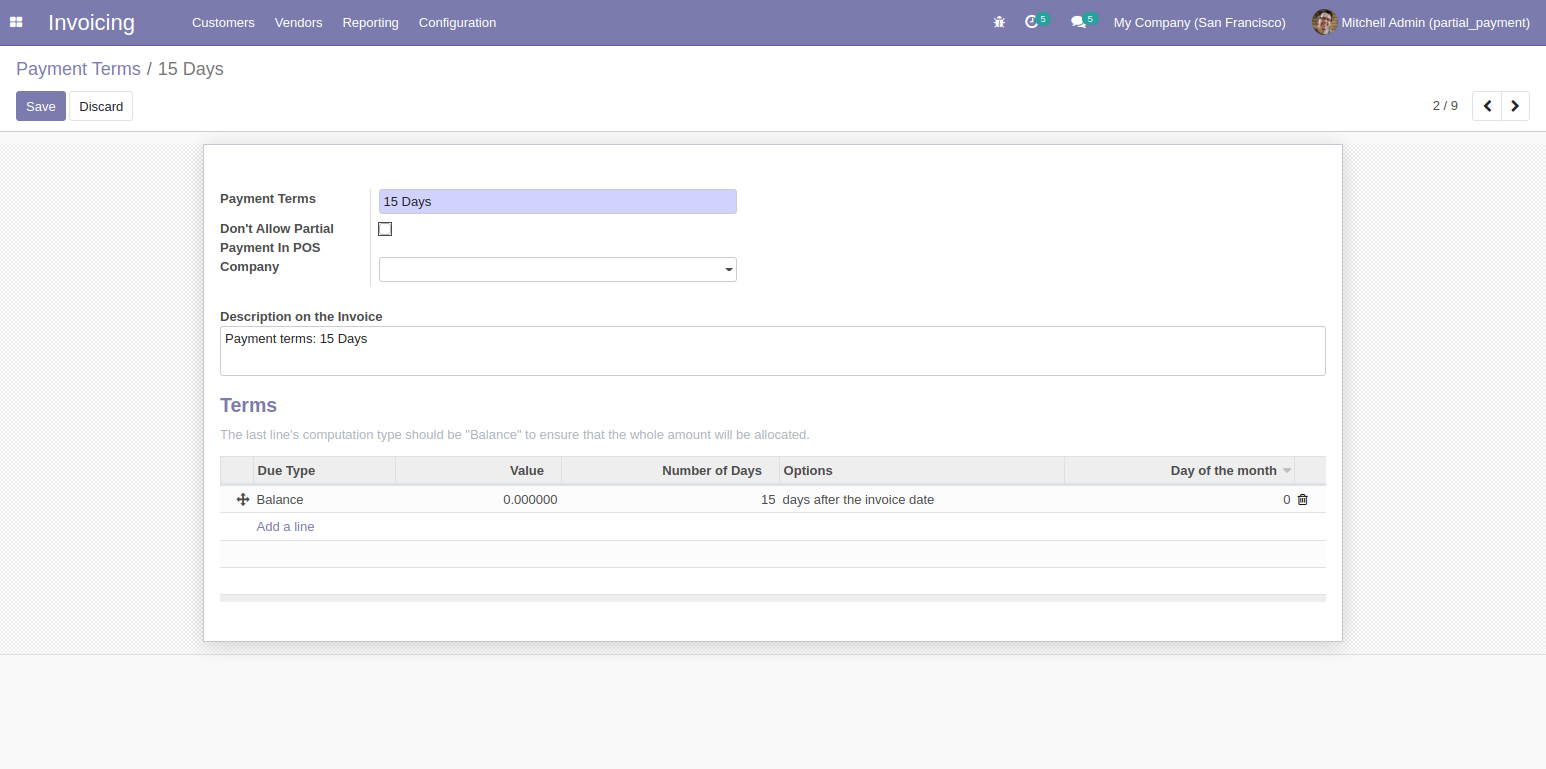 Invoicing Customers Vendors Reporting Configuration 5 5 My Company (San Francisco) Mitchell Admin (partial_payment)
Payment Terms / 15 Days
Save Discard 2 / 9
Payment Terms 15 Days
Don't Allow Partial
Payment In POS
Company
Description on the Invoice
Payment terms: 15 Days
Terms
The last line's computation type should be "Balance" to ensure that the whole amount will be allocated.
Due Type Value Number of Days Options Day of the month
Balance 0.000000 15 days after the invoice date 0
Add a line